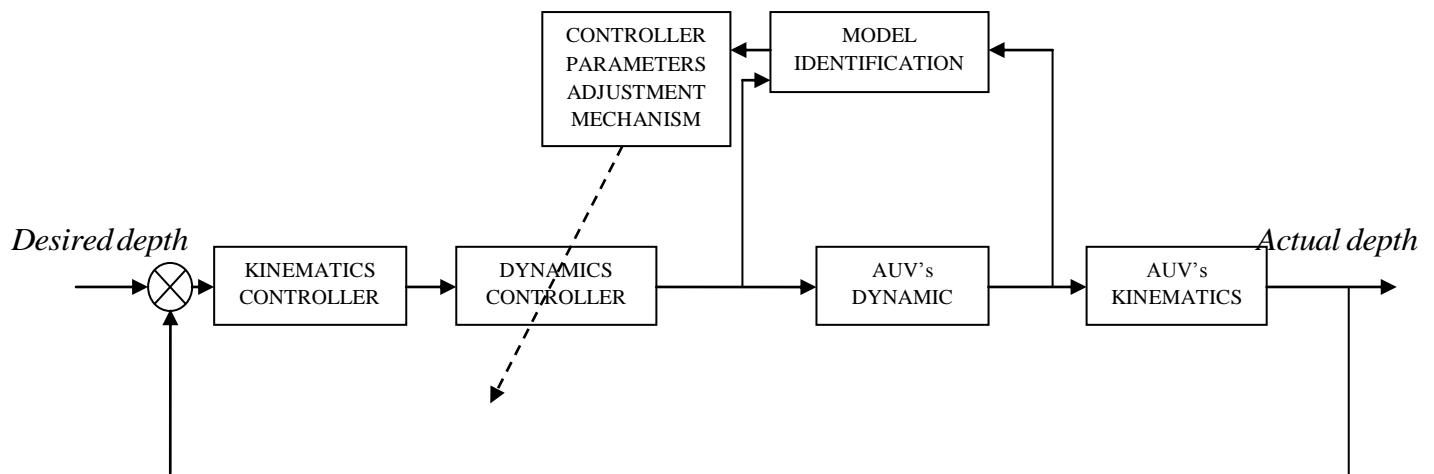 CONTROLLER
PARAMETERS
ADJUSTMENT
MECHANISM
MODEL
IDENTIFICATION
Desired depth
KINEMATICS
CONTROLLER
DYNAMICS
CONTROLLER
AUV's
DYNAMIC
AUV's
KINEMATICS
Actual depth